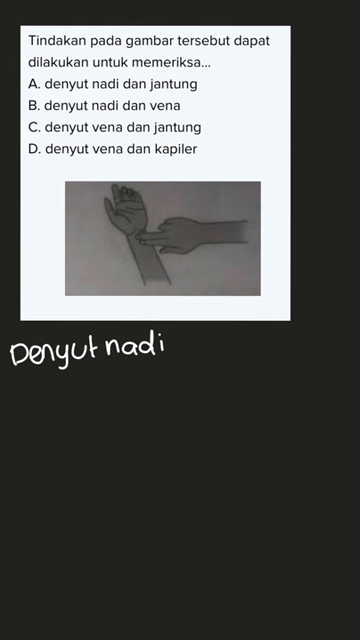 Tindakan pada gambar tersebut dapat
dilakukan untuk memeriksa...
A. denyut nadi dan jantung
B. denyut nadi dan vena
C. denyut vena dan jantung
D. denyut vena dan kapiler
Denyut nadi